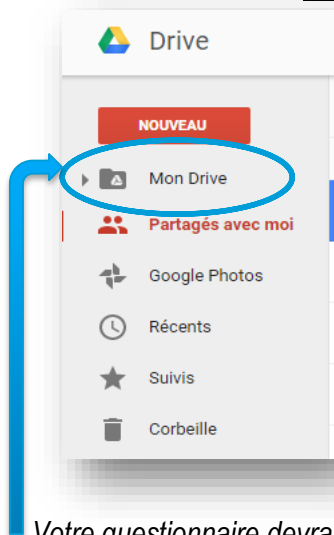 Drive
NOUVEAU
Mon Drive
Partagés avec moi
Google Photos
Récents
Suivis
Corbeille
Votre questionnaire devra